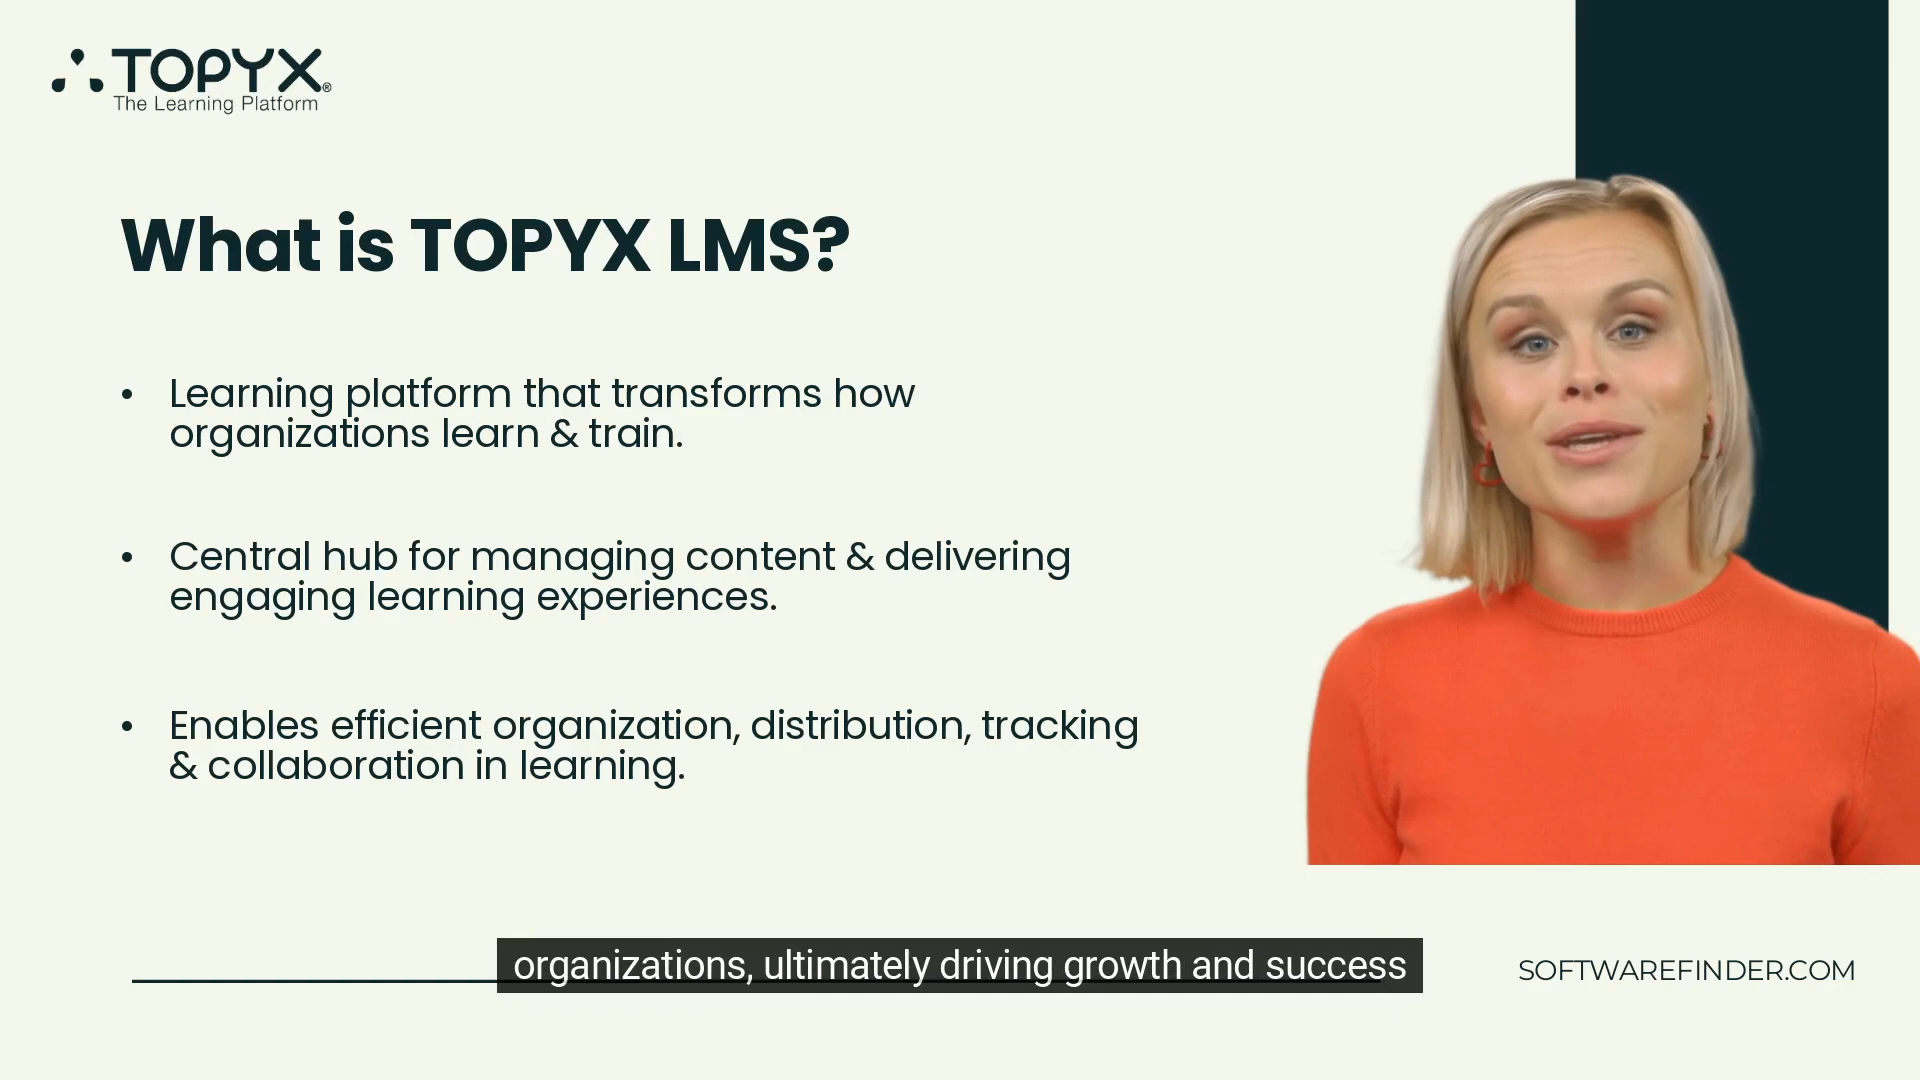 TOPYX®
The Learning Platform
What is TOPYX LMS?
• Learning platform that transforms how
organizations learn & train.
• Central hub for managing content & delivering
engaging learning experiences.
• Enables efficient organization, distribution, tracking
& collaboration in learning.
organizations, ultimately driving growth and success
SOFTWAREFINDER.COM